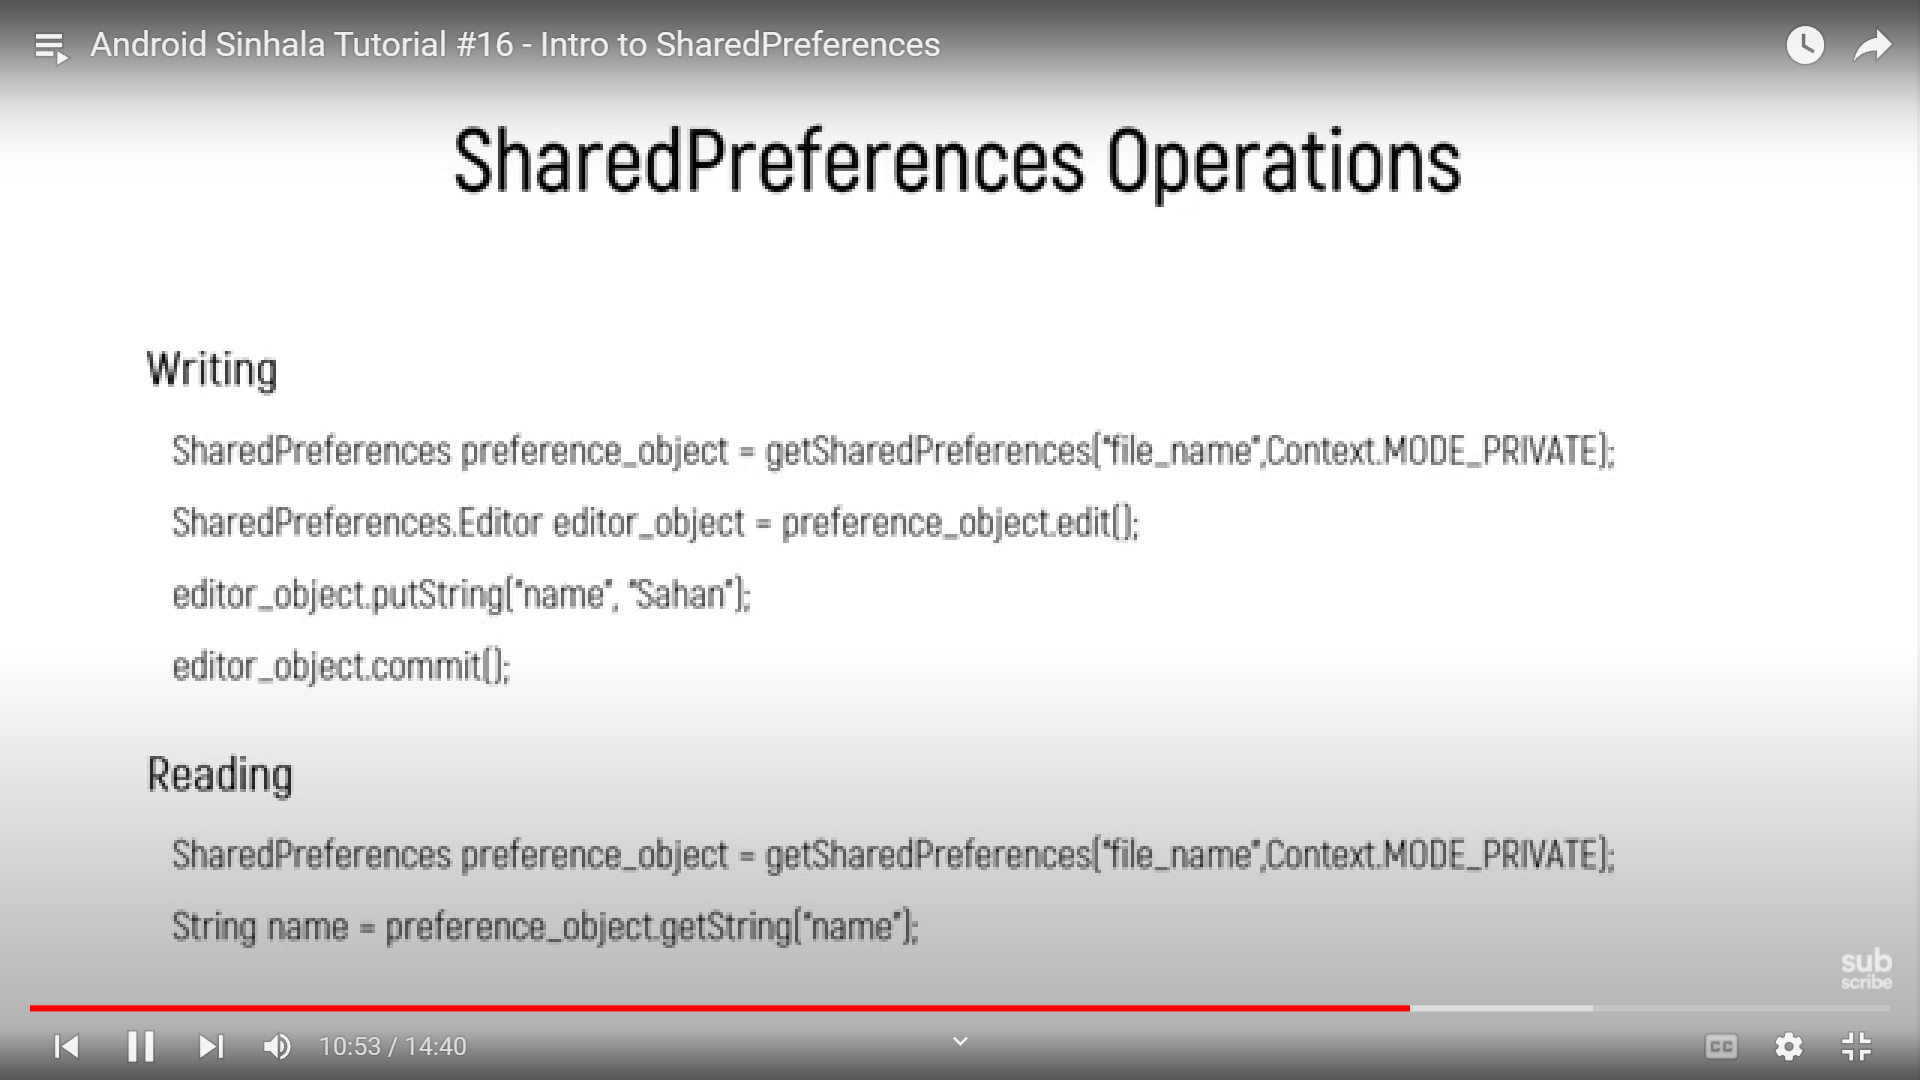 Android Sinhala Tutorial #16 - Intro to SharedPreferences
SharedPreferences Operations
Writing
SharedPreferences preference_object = getSharedPreferences("file_name",Context.MODE_PRIVATE);
SharedPreferences.Editor editor_object = preference_object.edit();
editor_object.putString("name", "Sahan");
editor_object.commit();
Reading
SharedPreferences preference_object = getSharedPreferences("file_name",Context.MODE_PRIVATE);
String name = preference_object.getString("name");
sub
scribe
10:53 / 14:40
CC